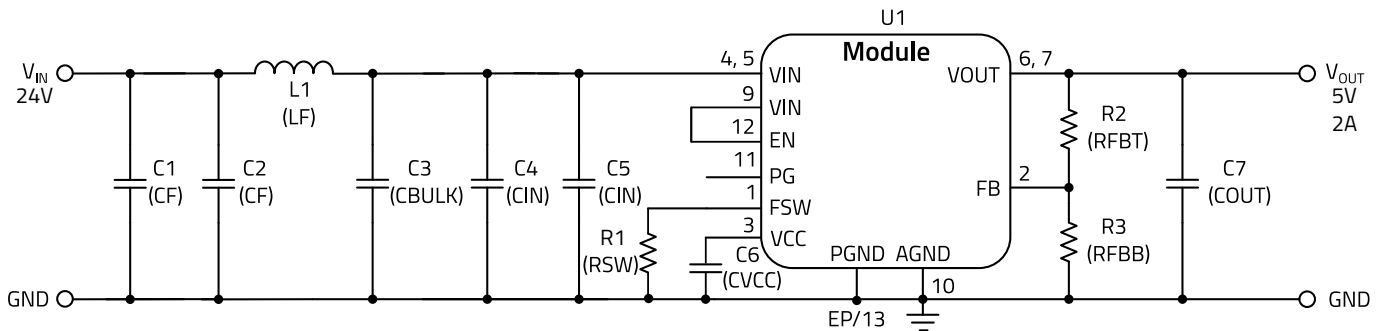 U1
Module
V_IN
24V
L1
(LF)
C1
(CF)
C2
(CF)
C3
(CBULK)
C4
(CIN)
C5
(CIN)
4, 5
VIN
9
VIN
12
EN
11
PG
1
FSW
3
VCC
R1
(RSW)
C6
(CVCC)
PGND
AGND
EP/13
10
6, 7
VOUT
2
FB
R2
(RFBT)
R3
(RFBB)
C7
(COUT)
V_OUT
5V
2A
GND
GND